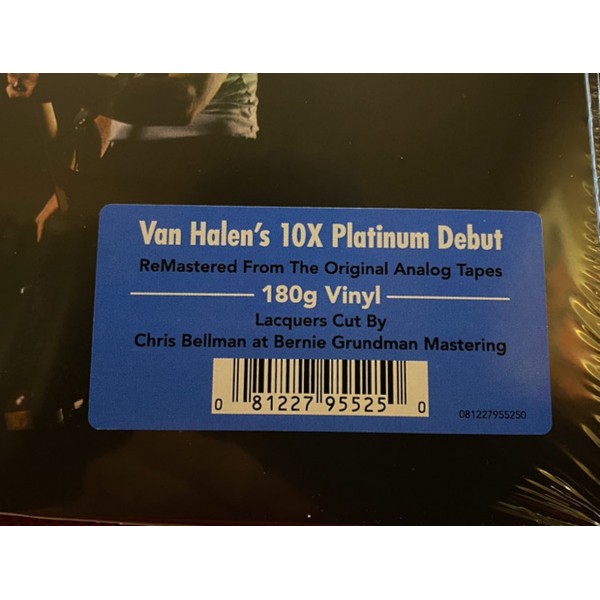 Van Halen's 10X Platinum Debut
ReMastered From The Original Analog Tapes
180g Vinyl
Lacquers Cut By
Chris Bellman at Bernie Grundman Mastering
0 81227 95525 0
081227955250